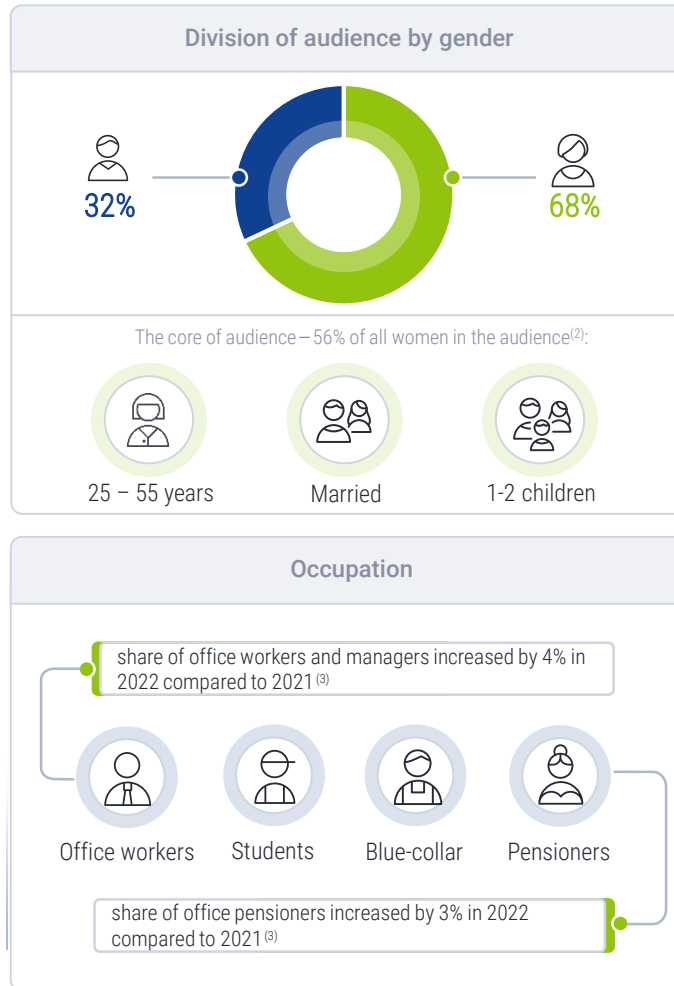 Division of audience by gender
32%
68%
The core of audience – 56% of all women in the audience(2):
25 – 55 years
Married
1-2 children
Occupation
share of office workers and managers increased by 4% in
2022 compared to 2021 (3)
Office workers
Students
Blue-collar
Pensioners
share of office pensioners increased by 3% in 2022
compared to 2021 (3)